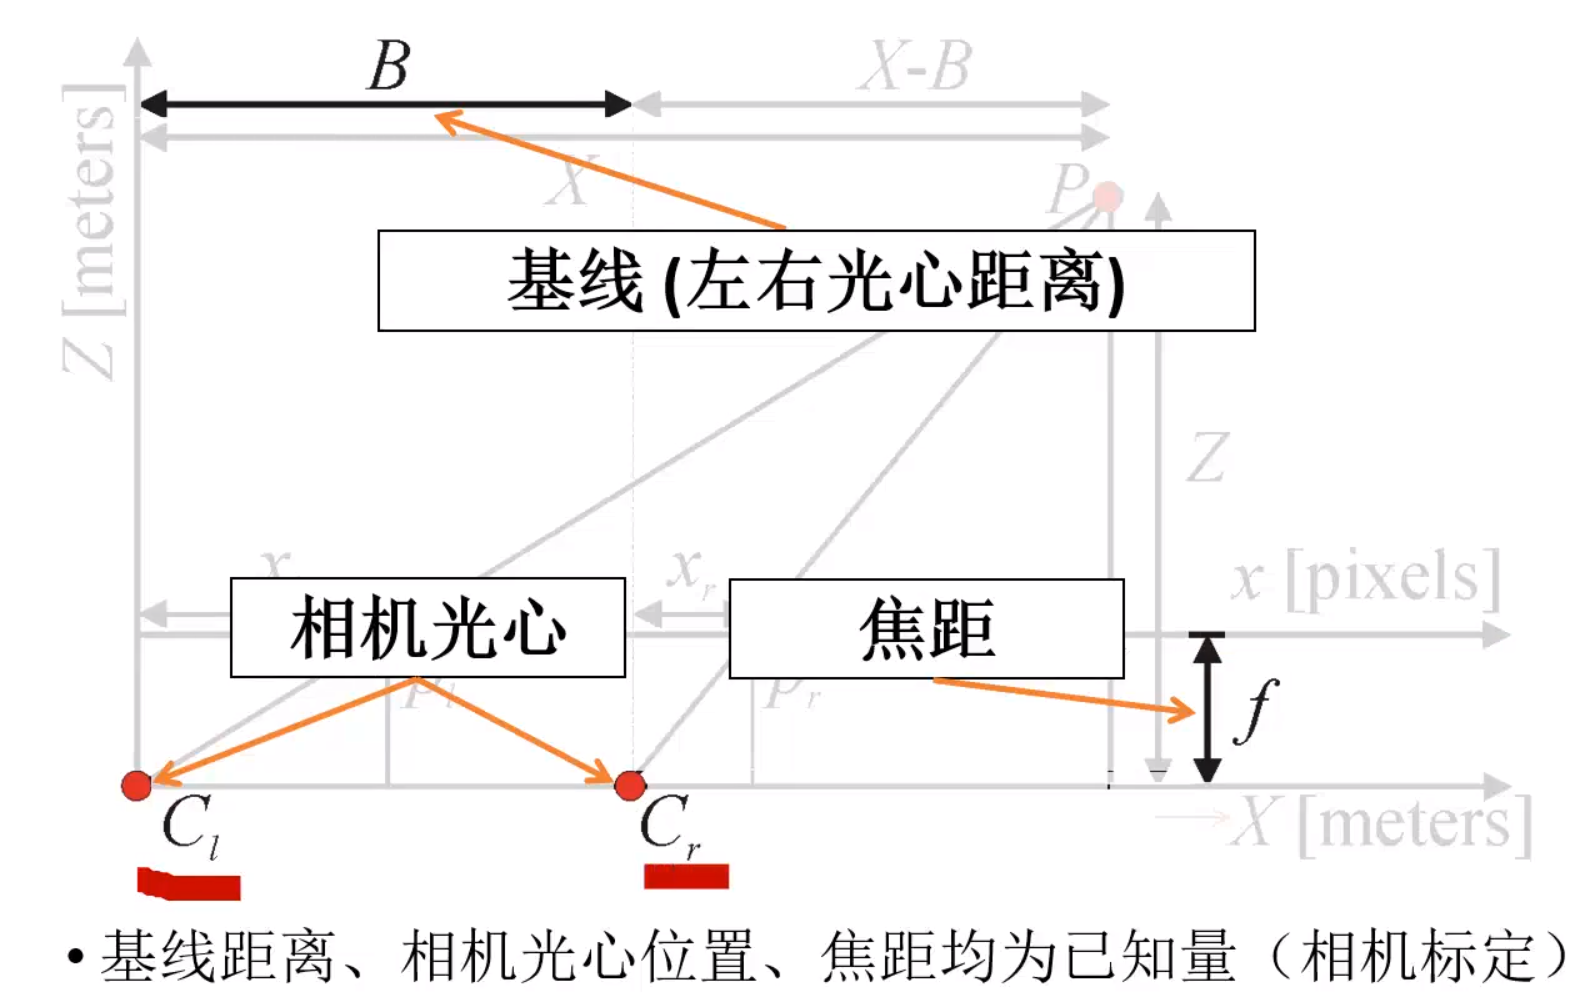 B
X-B
X
Z [meters]
P
基线 (左右光心距离)
Z
x
x_r
x [pixels]
相机光心
焦距
p_l
p_r
f
C_l
C_r
X [meters]
•基线距离、相机光心位置、焦距均为已知量（相机标定）